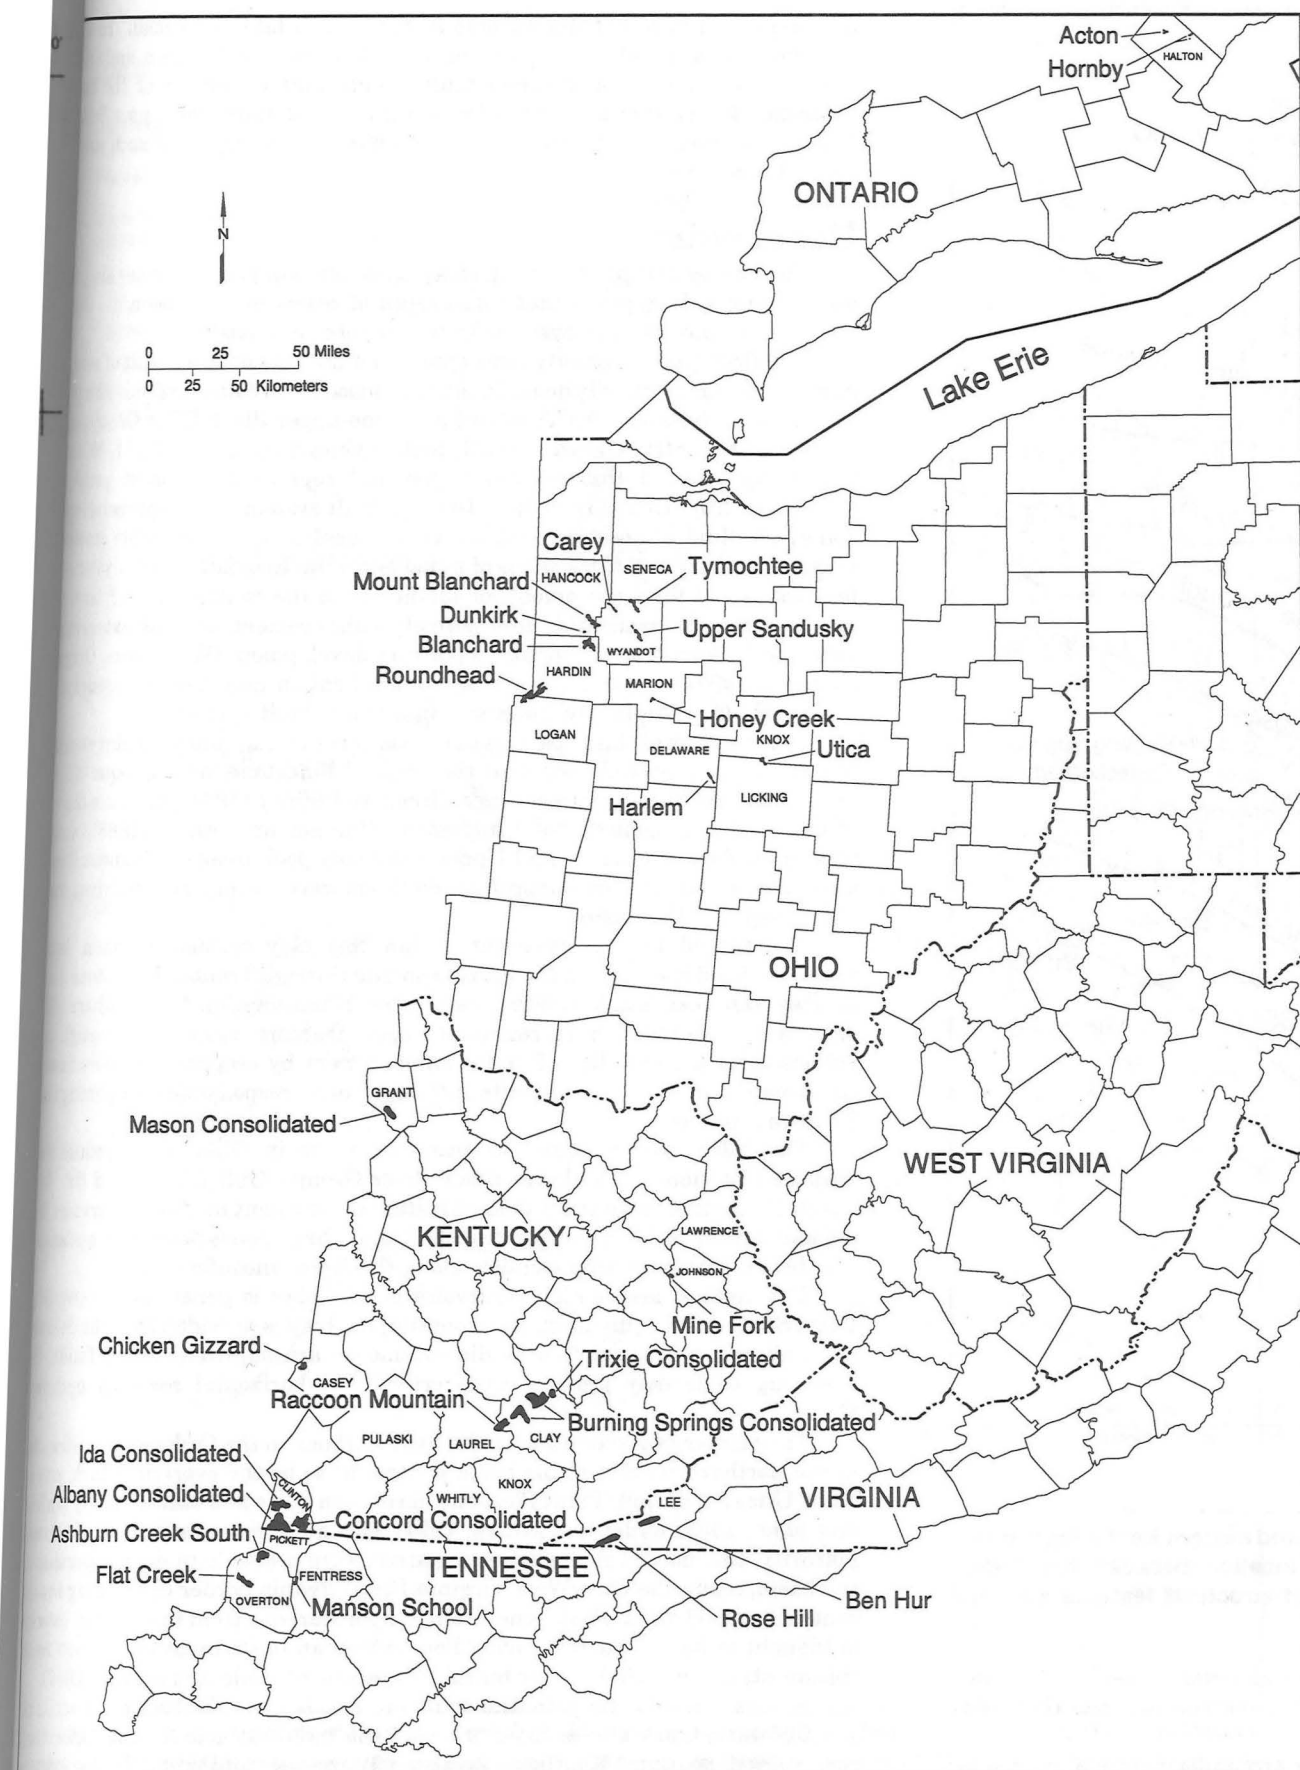 0'
Acton
Hornby
HALTON
ONTARIO
N
0 25 50 Miles
0 25 50 Kilometers
Lake Erie
Carey
SENECA
Tymochtee
HANCOCK
Mount Blanchard
Dunkirk
Upper Sandusky
Blanchard
WYANDOT
HARDIN
Roundhead
MARION
Honey Creek
LOGAN
KNOX
DELAWARE
Utica
LICKING
Harlem
OHIO
GRANT
Mason Consolidated
WEST VIRGINIA
LAWRENCE
KENTUCKY
JOHNSON
Mine Fork
Chicken Gizzard
Trixie Consolidated
CASEY
Raccoon Mountain
Burning Springs Consolidated
PULASKI
LAUREL
CLAY
Ida Consolidated
KNOX
CLINTON
Albany Consolidated
WHITLY
LEE
VIRGINIA
Concord Consolidated
Ashburn Creek South
PICKETT
TENNESSEE
Flat Creek
FENTRESS
OVERTON
Manson School
Ben Hur
Rose Hill